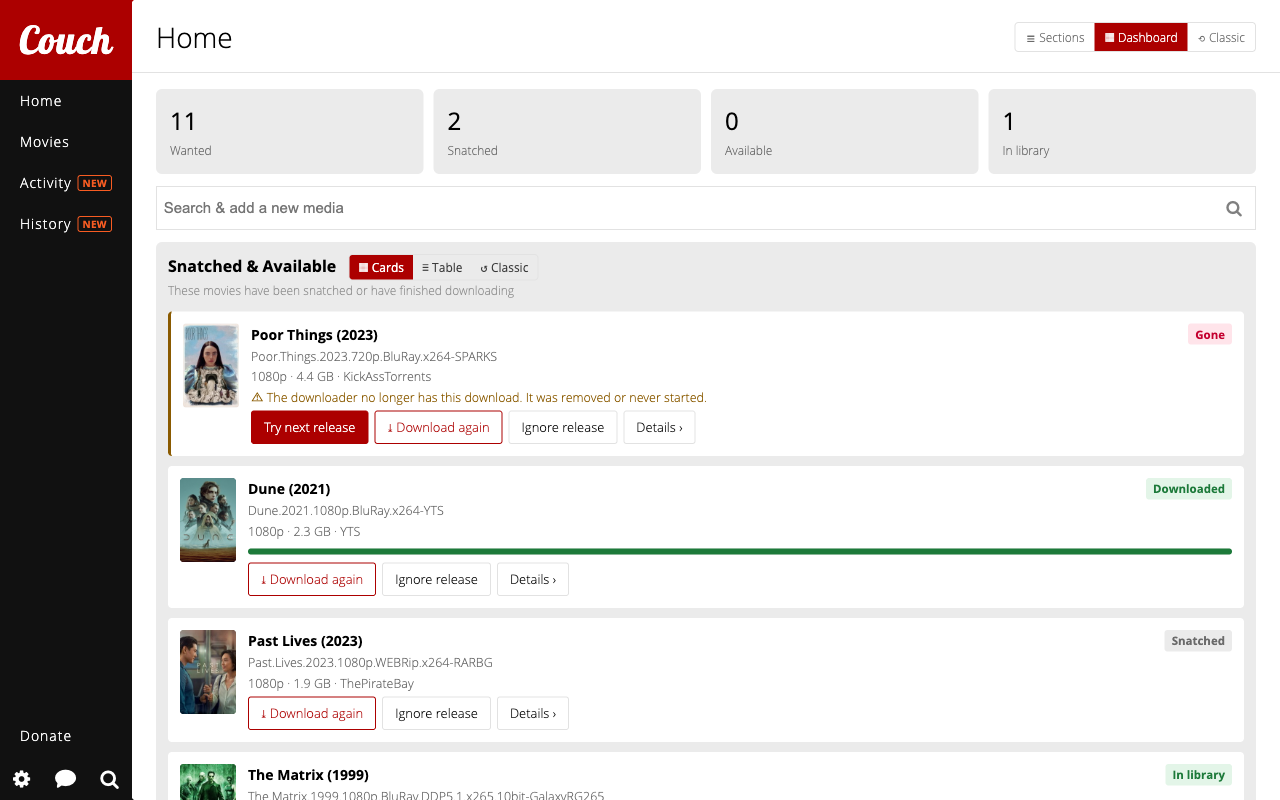 Couch
Home
Movies
Activity NEW
History NEW
Donate
Home
Sections
Dashboard
Classic
11
Wanted
2
Snatched
0
Available
1
In library
Search & add a new media
Snatched & Available
Cards
Table
Classic
These movies have been snatched or have finished downloading
Poor Things (2023)
Gone
Poor.Things.2023.720p.BluRay.x264-SPARKS
1080p · 4.4 GB · KickAssTorrents
⚠ The downloader no longer has this download. It was removed or never started.
Try next release
⤓ Download again
Ignore release
Details ›
DUNE
Dune (2021)
Downloaded
Dune.2021.1080p.BluRay.x264-YTS
1080p · 2.3 GB · YTS
⤓ Download again
Ignore release
Details ›
PAST
LIVES
Past Lives (2023)
Snatched
Past.Lives.2023.1080p.WEBRip.x264-RARBG
1080p · 1.9 GB · ThePirateBay
⤓ Download again
Ignore release
Details ›
The Matrix (1999)
In library
The.Matrix.1999.1080p.BluRay.DDP5.1.x265.10bit-GalaxyRG265